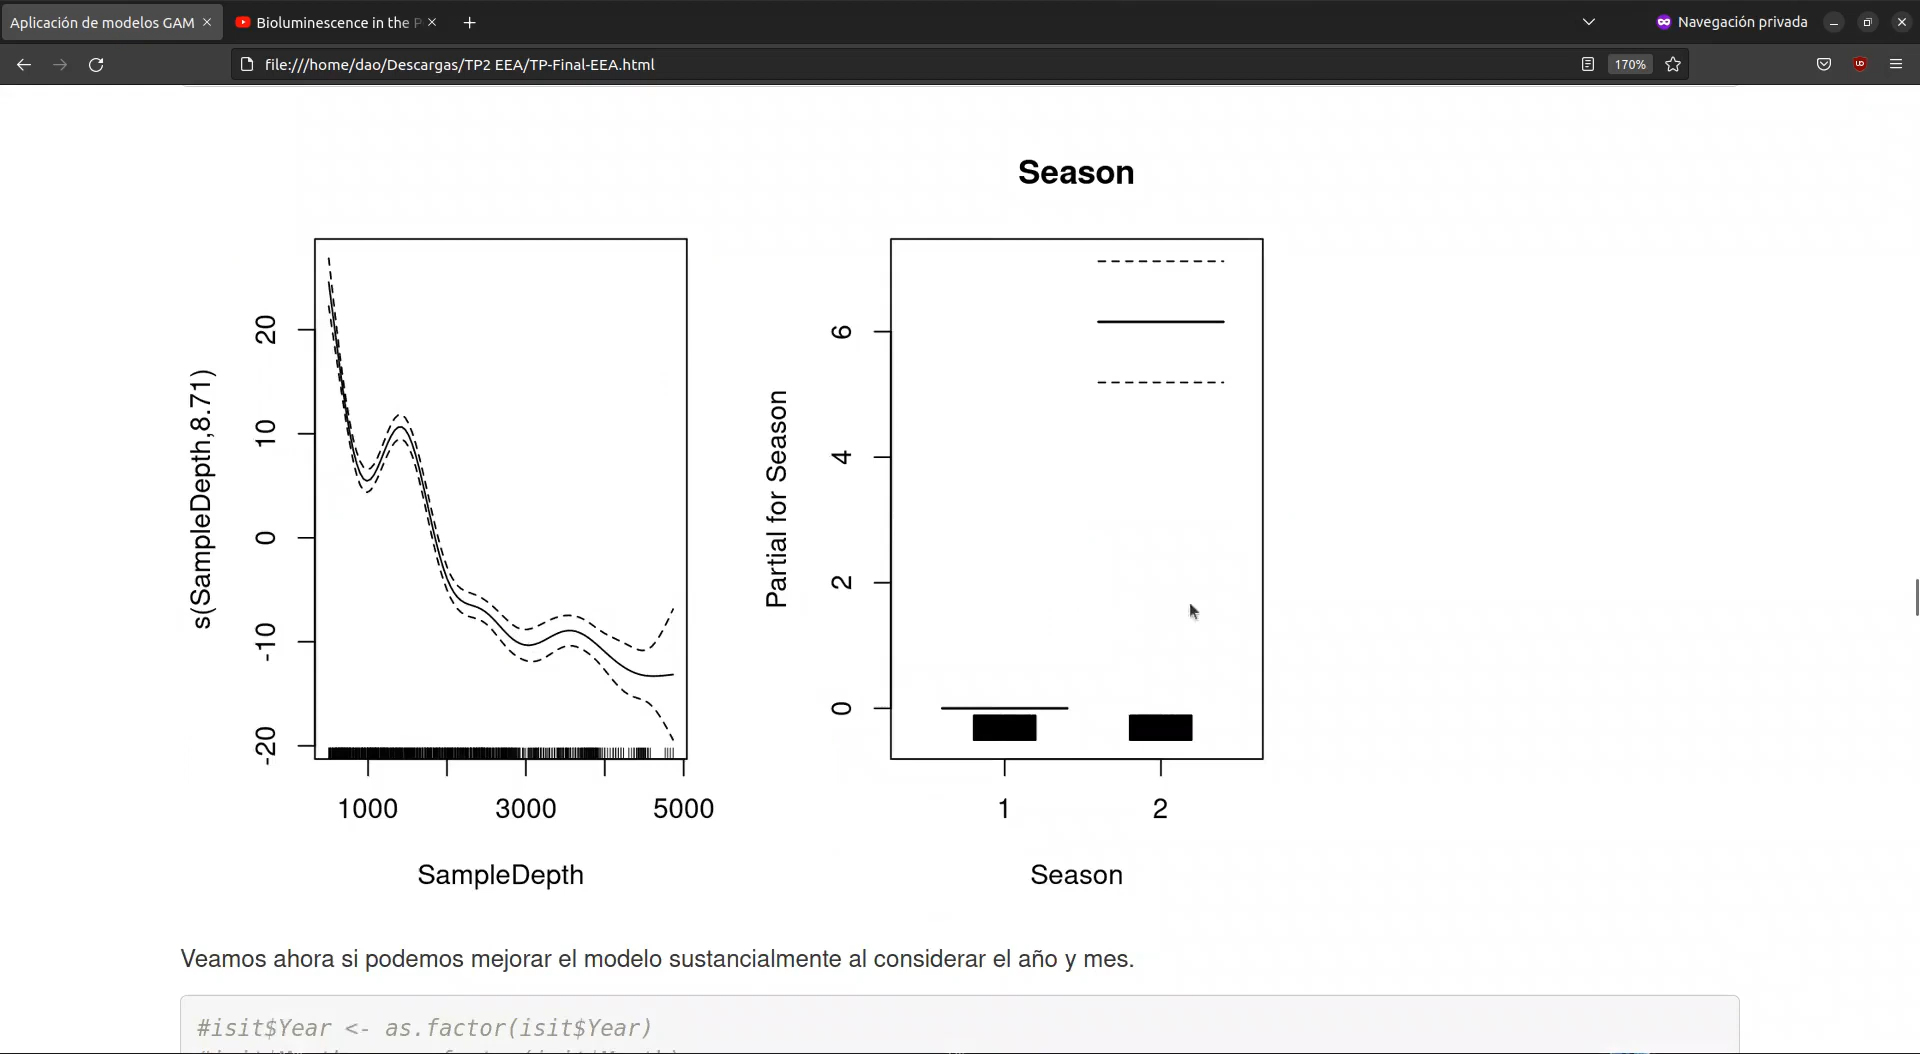 Aplicación de modelos GAM
Bioluminescence in the
Navegación privada
file:///home/dao/Descargas/TP2 EEA/TP-Final-EEA.html
170%
Season
s(SampleDepth,8.71)
20
10
0
-10
-20
1000 3000 5000
SampleDepth
Partial for Season
6
4
2
0
1 2
Season
Veamos ahora si podemos mejorar el modelo sustancialmente al considerar el año y mes.
#isit$Year <- as.factor(isit$Year)